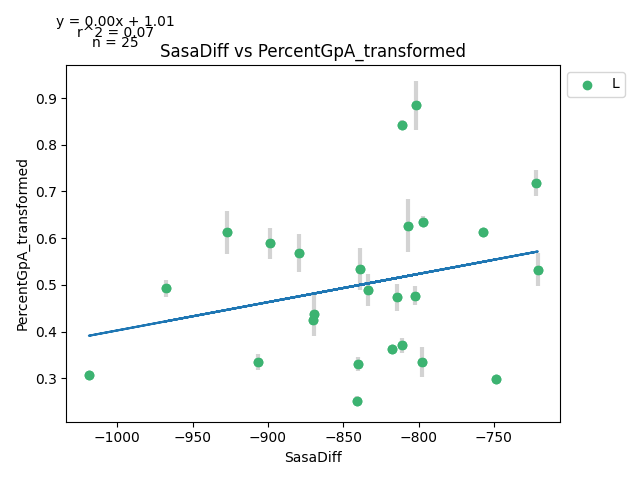 y = 0.00x + 1.01
r^2 = 0.07
n = 25
SasaDiff vs PercentGpA_transformed
L
PercentGpA_transformed
0.9
0.8
0.7
0.6
0.5
0.4
0.3
−1000
−950
−900
−850
−800
−750
SasaDiff